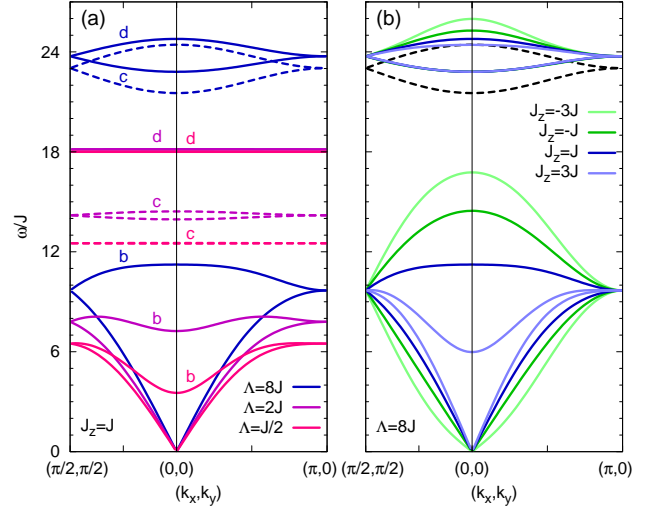 (a)
(b)
ω/J
24
18
12
6
0
d
c
d d
c
c
b
b
b
J_z=J
Λ=8J
Λ=2J
Λ=J/2
J_z=-3J
J_z=-J
J_z=J
J_z=3J
Λ=8J
(π/2,π/2) (0,0) (π,0)
(k_x,k_y)
(π/2,π/2) (0,0) (π,0)
(k_x,k_y)